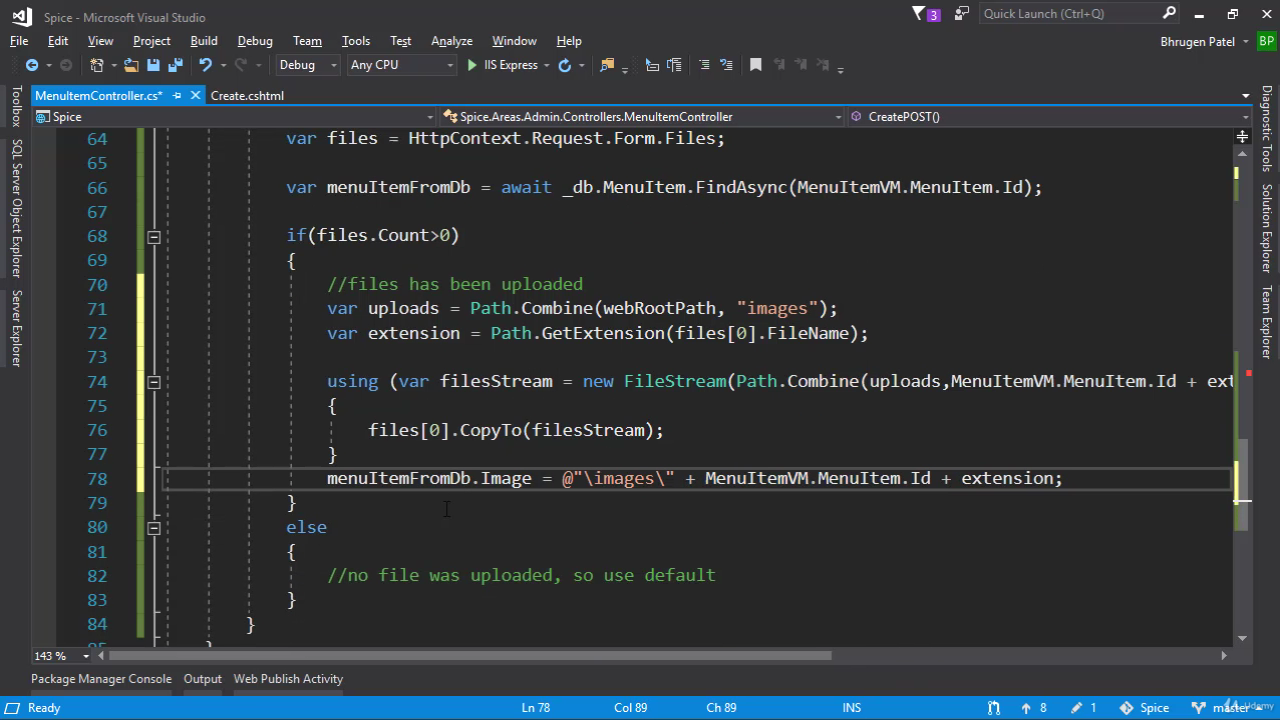 Spice - Microsoft Visual Studio
3
Quick Launch (Ctrl+Q)
File Edit View Project Build Debug Team Tools Test Analyze Window Help
Bhrugen Patel BP
Debug Any CPU IIS Express
MenuItemController.cs* Create.cshtml
Spice Spice.Areas.Admin.Controllers.MenuItemController CreatePOST()
Toolbox
SQL Server Object Explorer
Server Explorer
64 var files = HttpContext.Request.Form.Files;
65
66 var menuItemFromDb = await _db.MenuItem.FindAsync(MenuItemVM.MenuItem.Id);
67
68 if(files.Count>0)
69 {
70 //files has been uploaded
71 var uploads = Path.Combine(webRootPath, "images");
72 var extension = Path.GetExtension(files[0].FileName);
73
74 using (var filesStream = new FileStream(Path.Combine(uploads,MenuItemVM.MenuItem.Id + ext
75 {
76 files[0].CopyTo(filesStream);
77 }
78 menuItemFromDb.Image = @"\images\" + MenuItemVM.MenuItem.Id + extension;
79 }
80 else
81 {
82 //no file was uploaded, so use default
83 }
84 }
Diagnostic Tools
Solution Explorer
Team Explorer
143 %
Package Manager Console Output Web Publish Activity
Ready Ln 78 Col 89 Ch 89 INS 8 1 Spice master
Udemy